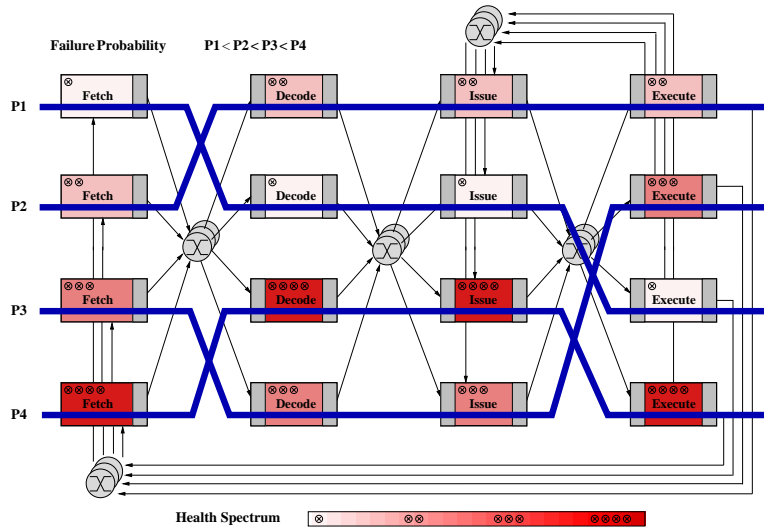 Failure Probability P1 < P2 < P3 < P4
P1 Fetch Decode Issue Execute
P2 Fetch Decode Issue Execute
P3 Fetch Decode Issue Execute
P4 Fetch Decode Issue Execute
Health Spectrum